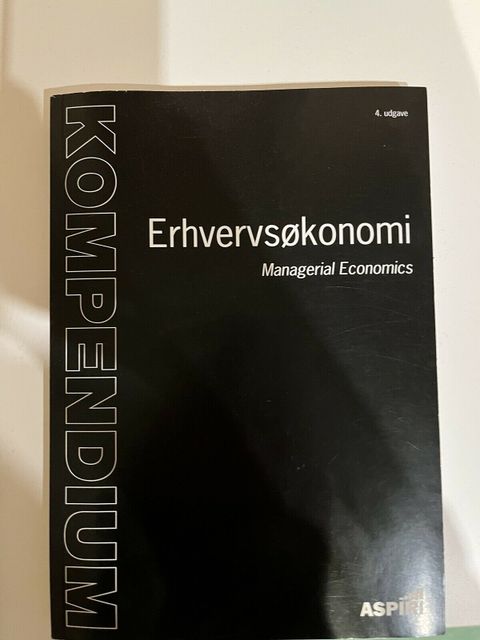 4. udgave
KOMPENDIUM
Erhvervsøkonomi
Managerial Economics